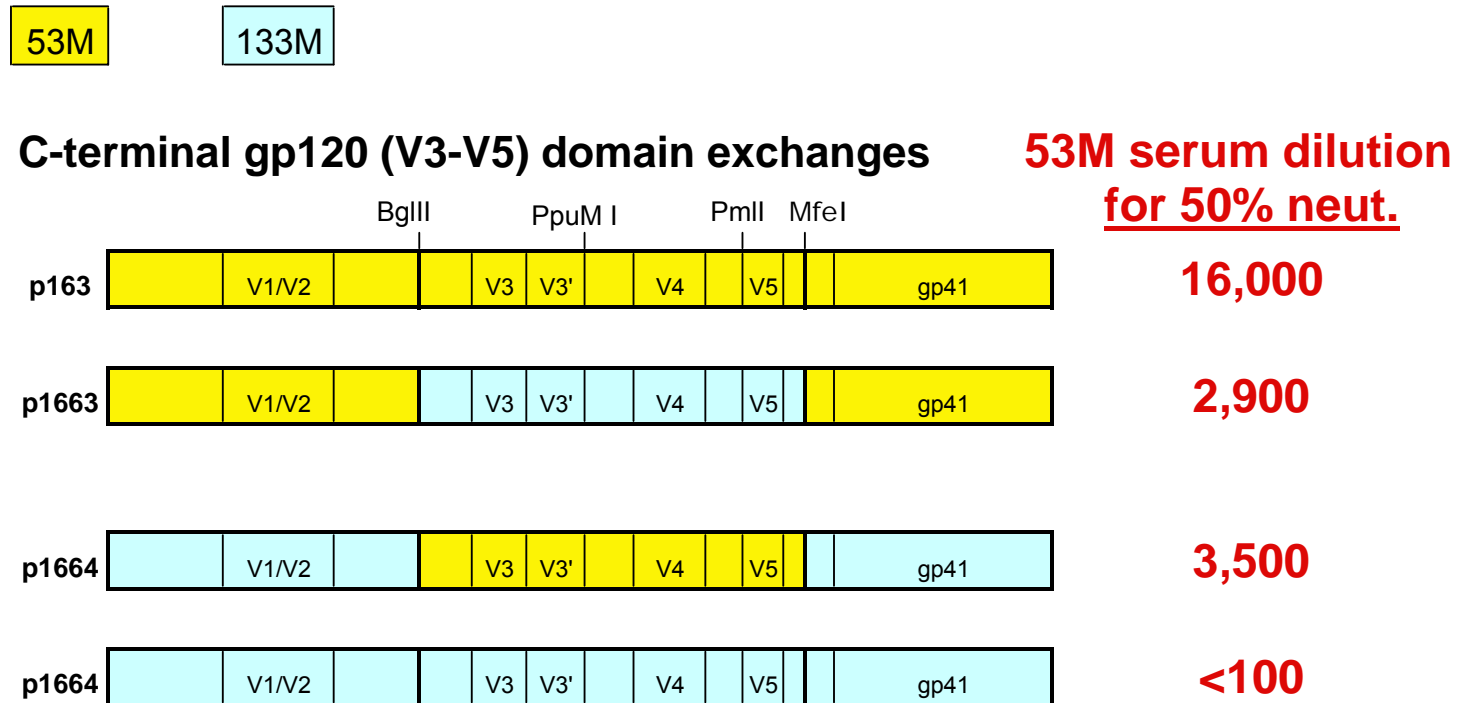 53M 133M
C-terminal gp120 (V3-V5) domain exchanges
53M serum dilution
for 50% neut.
BglII PpuM I PmlI MfeI
p163 V1/V2 V3 V3' V4 V5 gp41 16,000
p1663 V1/V2 V3 V3' V4 V5 gp41 2,900
p1664 V1/V2 V3 V3' V4 V5 gp41 3,500
p1664 V1/V2 V3 V3' V4 V5 gp41 <100